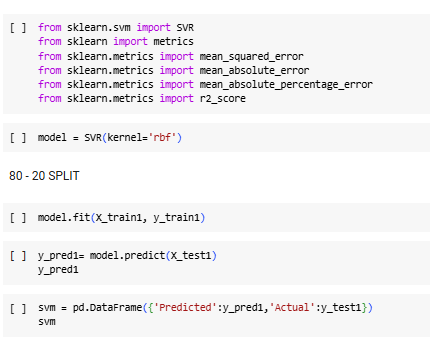 [ ] from sklearn.svm import SVR
from sklearn import metrics
from sklearn.metrics import mean_squared_error
from sklearn.metrics import mean_absolute_error
from sklearn.metrics import mean_absolute_percentage_error
from sklearn.metrics import r2_score
[ ] model = SVR(kernel='rbf')
80 - 20 SPLIT
[ ] model.fit(X_train1, y_train1)
[ ] y_pred1= model.predict(X_test1)
y_pred1
[ ] svm = pd.DataFrame({'Predicted':y_pred1,'Actual':y_test1})
svm